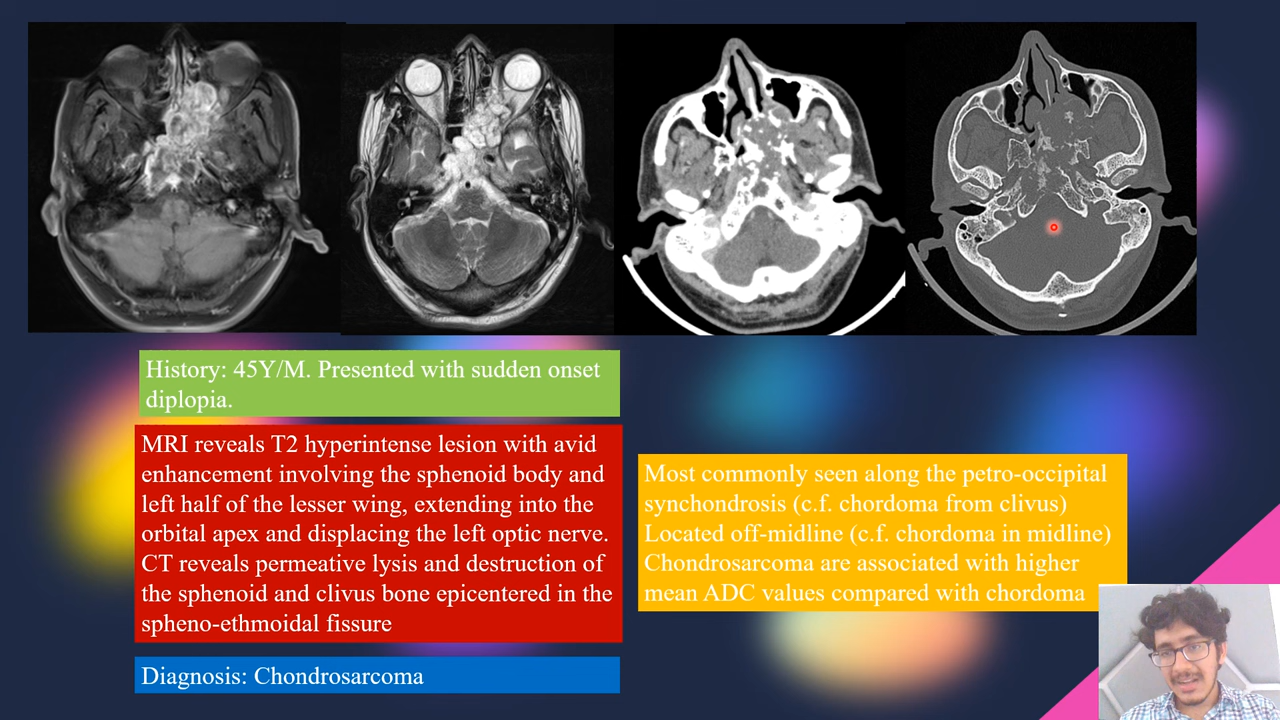 History: 45Y/M. Presented with sudden onset
diplopia.
MRI reveals T2 hyperintense lesion with avid
enhancement involving the sphenoid body and
left half of the lesser wing, extending into the
orbital apex and displacing the left optic nerve.
CT reveals permeative lysis and destruction of
the sphenoid and clivus bone epicentered in the
spheno-ethmoidal fissure
Diagnosis: Chondrosarcoma
Most commonly seen along the petro-occipital
synchondrosis (c.f. chordoma from clivus)
Located off-midline (c.f. chordoma in midline)
Chondrosarcoma are associated with higher
mean ADC values compared with chordoma